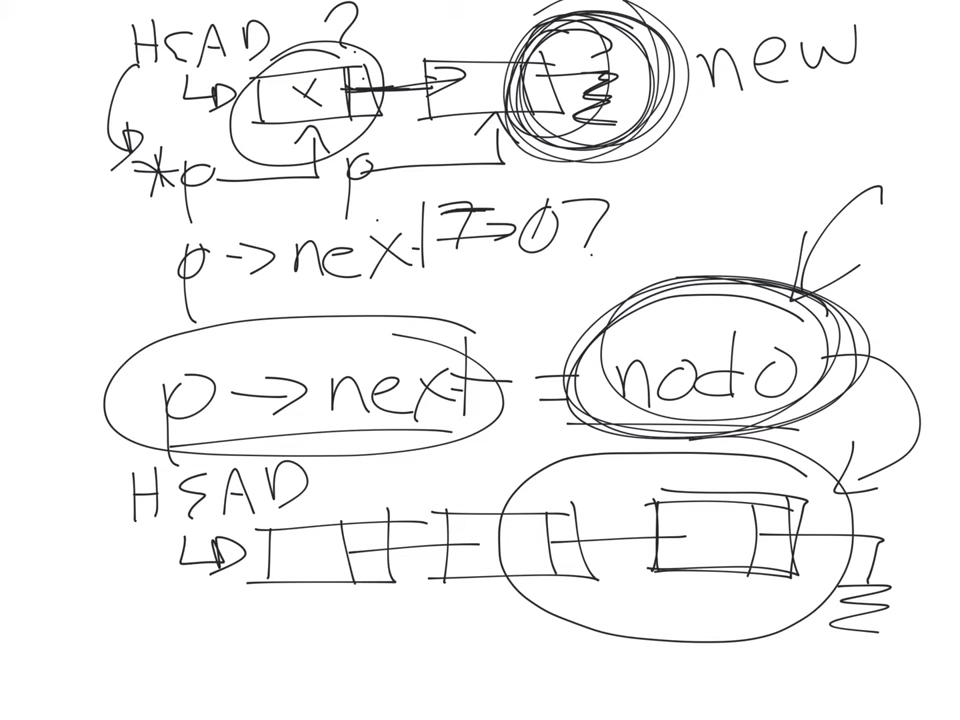 HEAD ?
new
X
*p p
p -> next
p -> next = nodo
HEAD